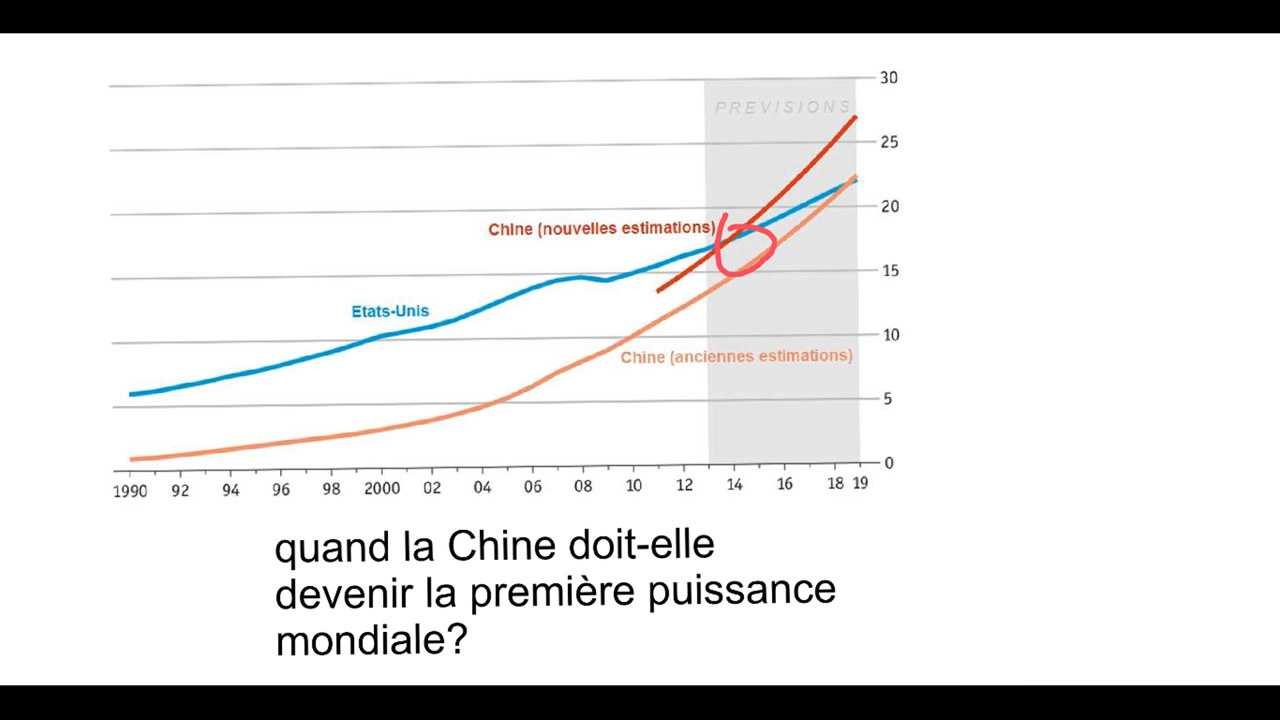 30
PREVISIONS
25
20
Chine (nouvelles estimations)
15
Etats-Unis
10
Chine (anciennes estimations)
5
0
1990 92 94 96 98 2000 02 04 06 08 10 12 14 16 18 19
quand la Chine doit-elle
devenir la première puissance
mondiale?